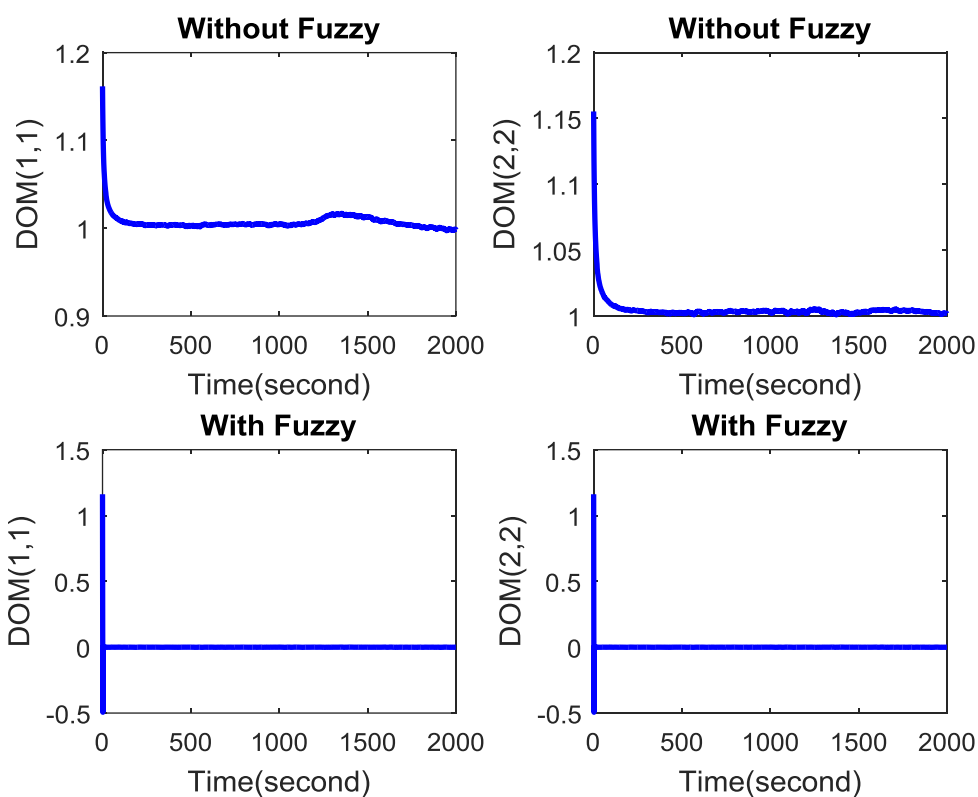 Without Fuzzy
1.2
1.1
1
0.9
DOM(1,1)
0 500 1000 1500 2000
Time(second)
Without Fuzzy
1.2
1.15
1.1
1.05
1
DOM(2,2)
0 500 1000 1500 2000
Time(second)
With Fuzzy
1.5
1
0.5
0
-0.5
DOM(1,1)
0 500 1000 1500 2000
Time(second)
With Fuzzy
1.5
1
0.5
0
-0.5
DOM(2,2)
0 500 1000 1500 2000
Time(second)